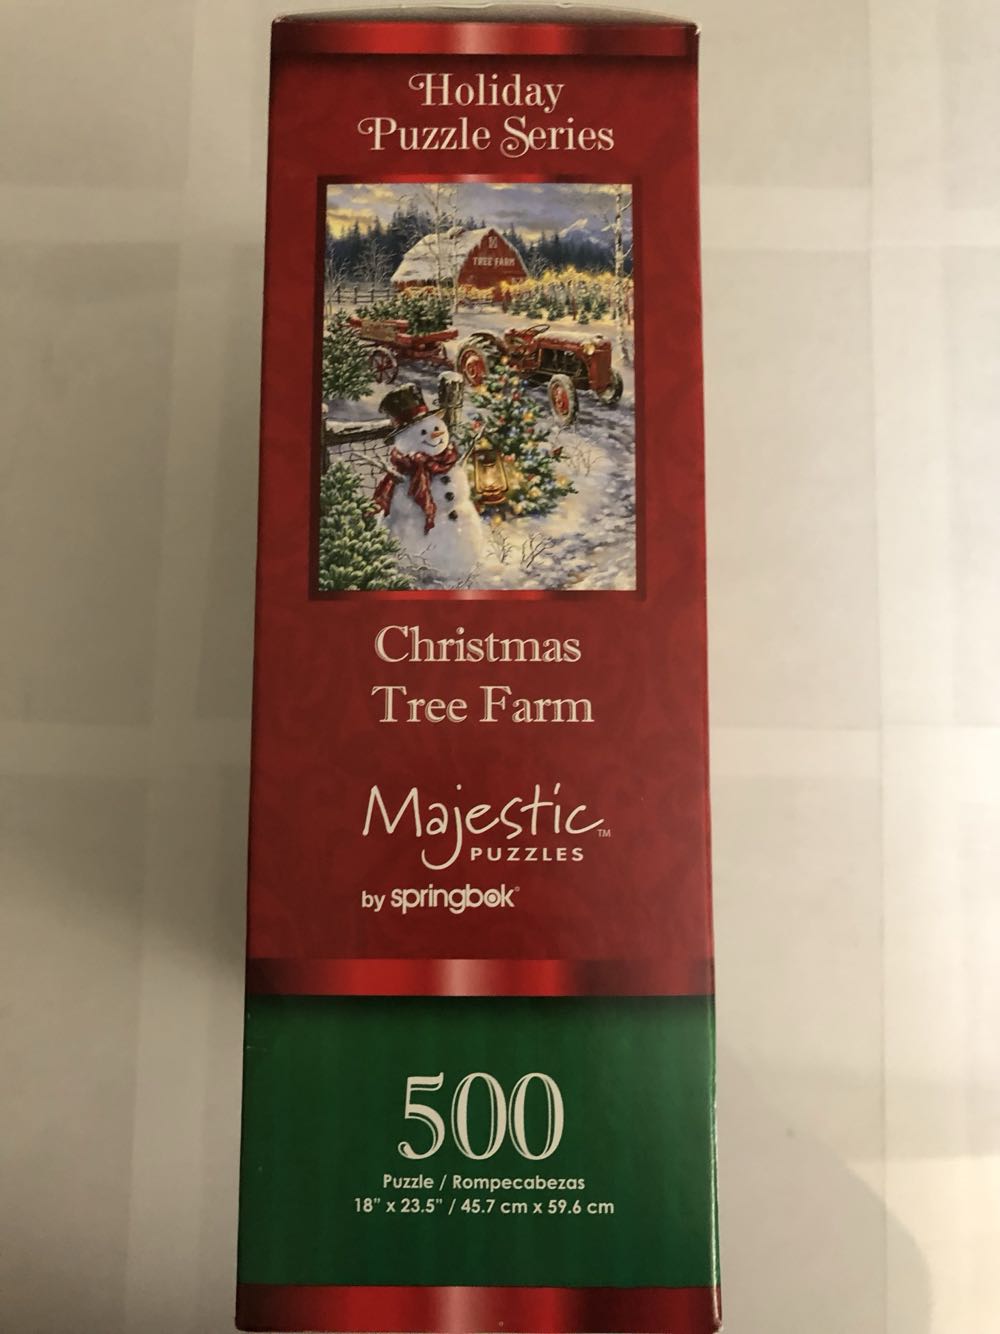 Holiday
Puzzle Series
TREE FARM
Christmas
Tree Farm
Majestic™
PUZZLES
by springbok®
500
Puzzle / Rompecabezas
18" x 23.5" / 45.7 cm x 59.6 cm